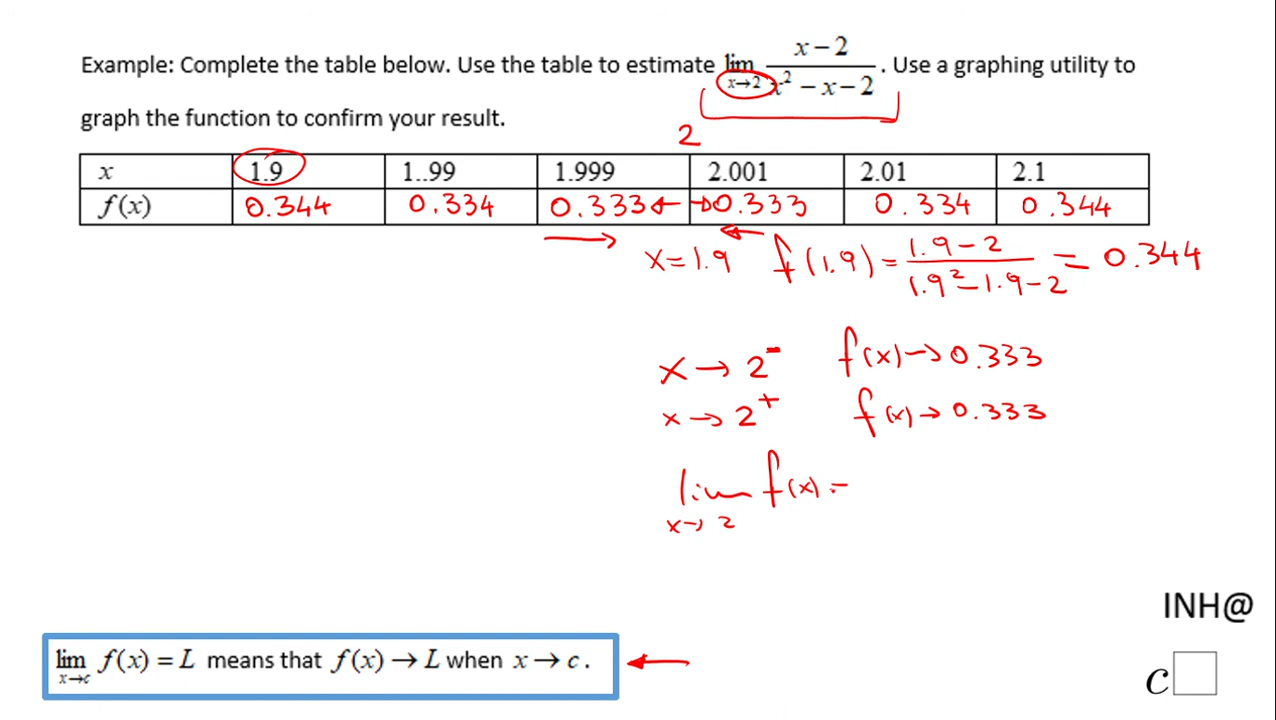 Example: Complete the table below. Use the table to estimate lim x→2 (x−2)/(x²−x−2). Use a graphing utility to
graph the function to confirm your result.
2
x 1.9 1..99 1.999 2.001 2.01 2.1
f(x) 0.344 0.334 0.333 ← → 0.333 0.334 0.344
→ ←
x=1.9 f(1.9) = (1.9−2)/(1.9²−1.9−2) = 0.344
x → 2⁻ f(x) → 0.333
x → 2⁺ f(x) → 0.333
lim x→2 f(x) =
INH@
lim x→c f(x) = L means that f(x) → L when x → c. ←
c□